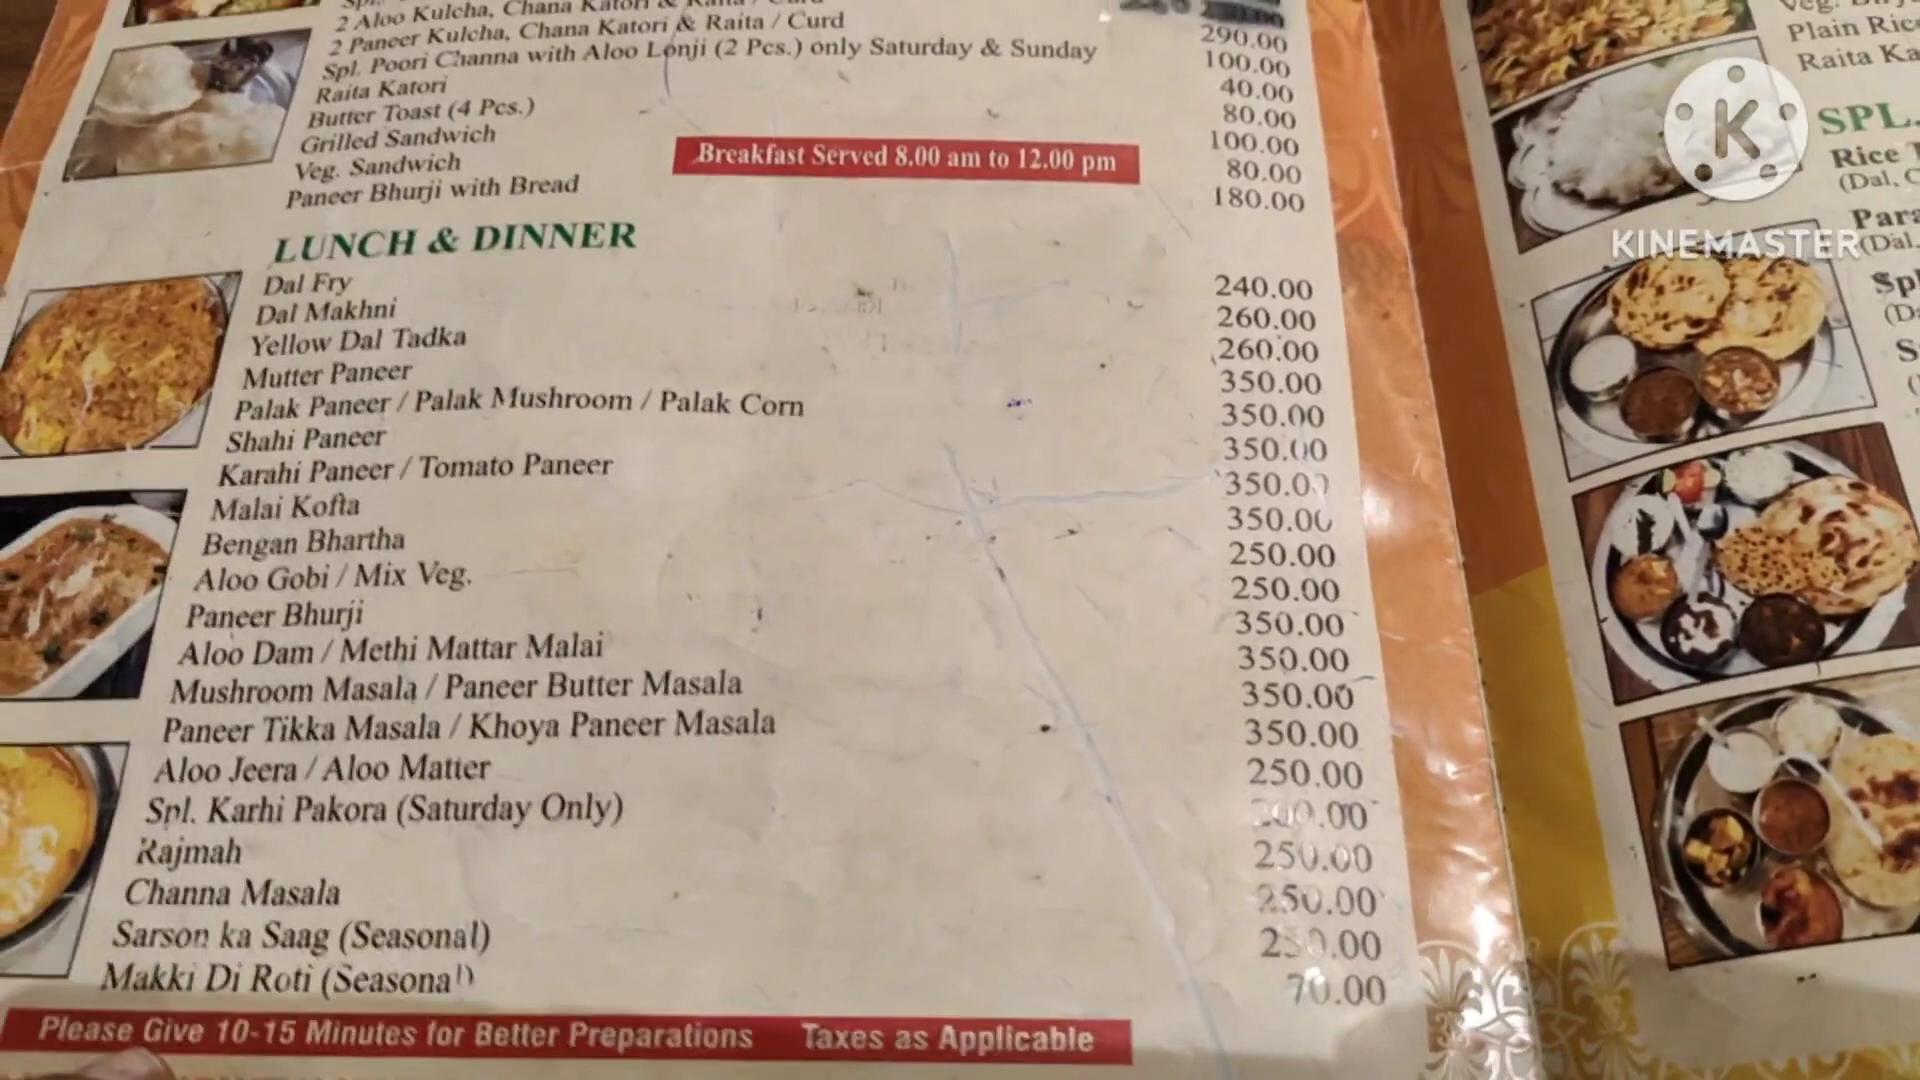 2 Aloo Kulcha, Chana Katori & Raita / Curd
2 Paneer Kulcha, Chana Katori & Raita / Curd 290.00
Spl. Poori Channa with Aloo Lonji (2 Pcs.) only Saturday & Sunday 100.00
Raita Katori 40.00
Butter Toast (4 Pcs.) 80.00
Grilled Sandwich 100.00
Veg. Sandwich 80.00
Paneer Bhurji with Bread 180.00
Breakfast Served 8.00 am to 12.00 pm
LUNCH & DINNER
Dal Fry 240.00
Dal Makhni 260.00
Yellow Dal Tadka 260.00
Mutter Paneer 350.00
Palak Paneer / Palak Mushroom / Palak Corn 350.00
Shahi Paneer 350.00
Karahi Paneer / Tomato Paneer 350.00
Malai Kofta 350.00
Bengan Bhartha 250.00
Aloo Gobi / Mix Veg. 250.00
Paneer Bhurji 350.00
Aloo Dam / Methi Mattar Malai 350.00
Mushroom Masala / Paneer Butter Masala 350.00
Paneer Tikka Masala / Khoya Paneer Masala 350.00
Aloo Jeera / Aloo Matter 250.00
Spl. Karhi Pakora (Saturday Only)
Rajmah 250.00
Channa Masala 250.00
Sarson ka Saag (Seasonal) 250.00
Makki Di Roti (Seasonal) 70.00
Please Give 10-15 Minutes for Better Preparations Taxes as Applicable
Plain Rice
Raita Ka
SPL.
Rice
(Dal,
Para
(Dal,
Spl
K
KINEMASTER